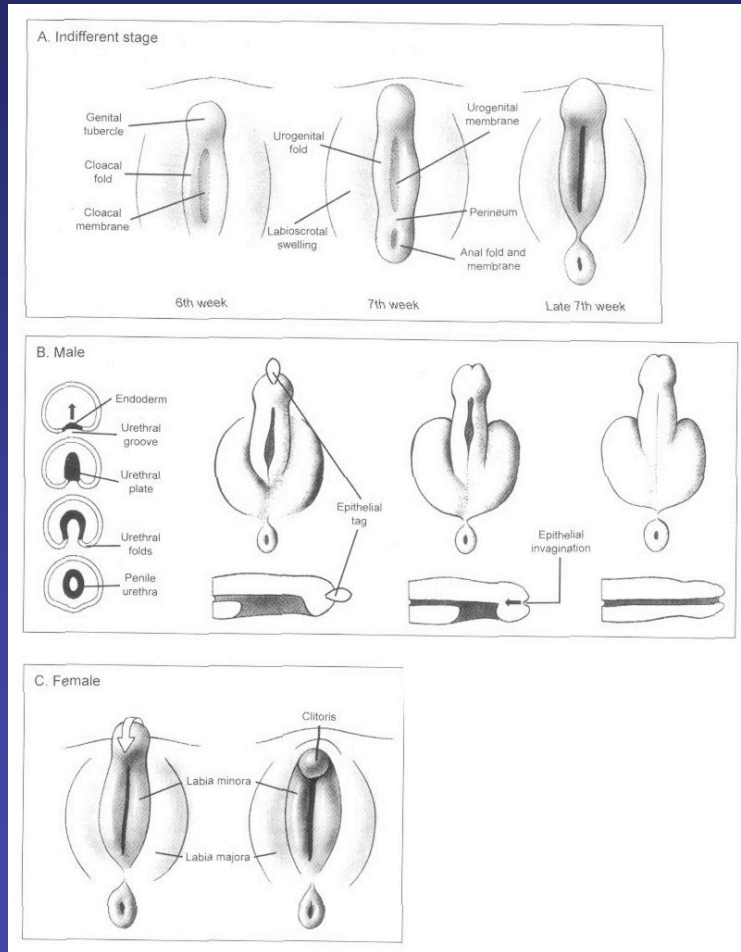 A. Indifferent stage
Genital
tubercle
Cloacal
fold
Cloacal
membrane
Urogenital
fold
Labioscrotal
swelling
Urogenital
membrane
Perineum
Anal fold and
membrane
6th week
7th week
Late 7th week
B. Male
Endoderm
Urethral
groove
Urethral
plate
Urethral
folds
Penile
urethra
Epithelial
tag
Epithelial
invagination
C. Female
Clitoris
Labia minora
Labia majora